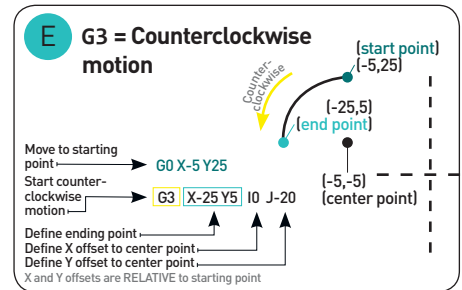 E
G3 = Counterclockwise
motion
Counter-
clockwise
(start point)
(-5,25)
(-25,5)
(end point)
(-5,-5)
(center point)
Move to starting
point
G0 X-5 Y25
Start counter-
clockwise
motion
G3 X-25 Y5 I0 J-20
Define ending point
Define X offset to center point
Define Y offset to center point
X and Y offsets are RELATIVE to starting point